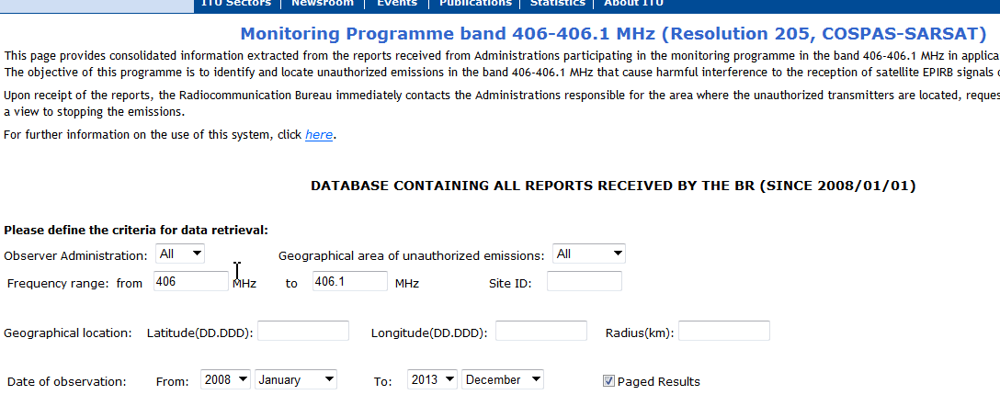 ITU Sectors | Newsroom | Events | Publications | Statistics | About ITU
Monitoring Programme band 406-406.1 MHz (Resolution 205, COSPAS-SARSAT)
This page provides consolidated information extracted from the reports received from Administrations participating in the monitoring programme in the band 406-406.1 MHz in applica
The objective of this programme is to identify and locate unauthorized emissions in the band 406-406.1 MHz that cause harmful interference to the reception of satellite EPIRB signals
Upon receipt of the reports, the Radiocommunication Bureau immediately contacts the Administrations responsible for the area where the unauthorized transmitters are located, reques
a view to stopping the emissions.
For further information on the use of this system, click here.
DATABASE CONTAINING ALL REPORTS RECEIVED BY THE BR (SINCE 2008/01/01)
Please define the criteria for data retrieval:
Observer Administration: All Geographical area of unauthorized emissions: All
Frequency range: from 406 MHz to 406.1 MHz Site ID:
Geographical location: Latitude(DD.DDD): Longitude(DD.DDD): Radius(km):
Date of observation: From: 2008 January To: 2013 December Paged Results